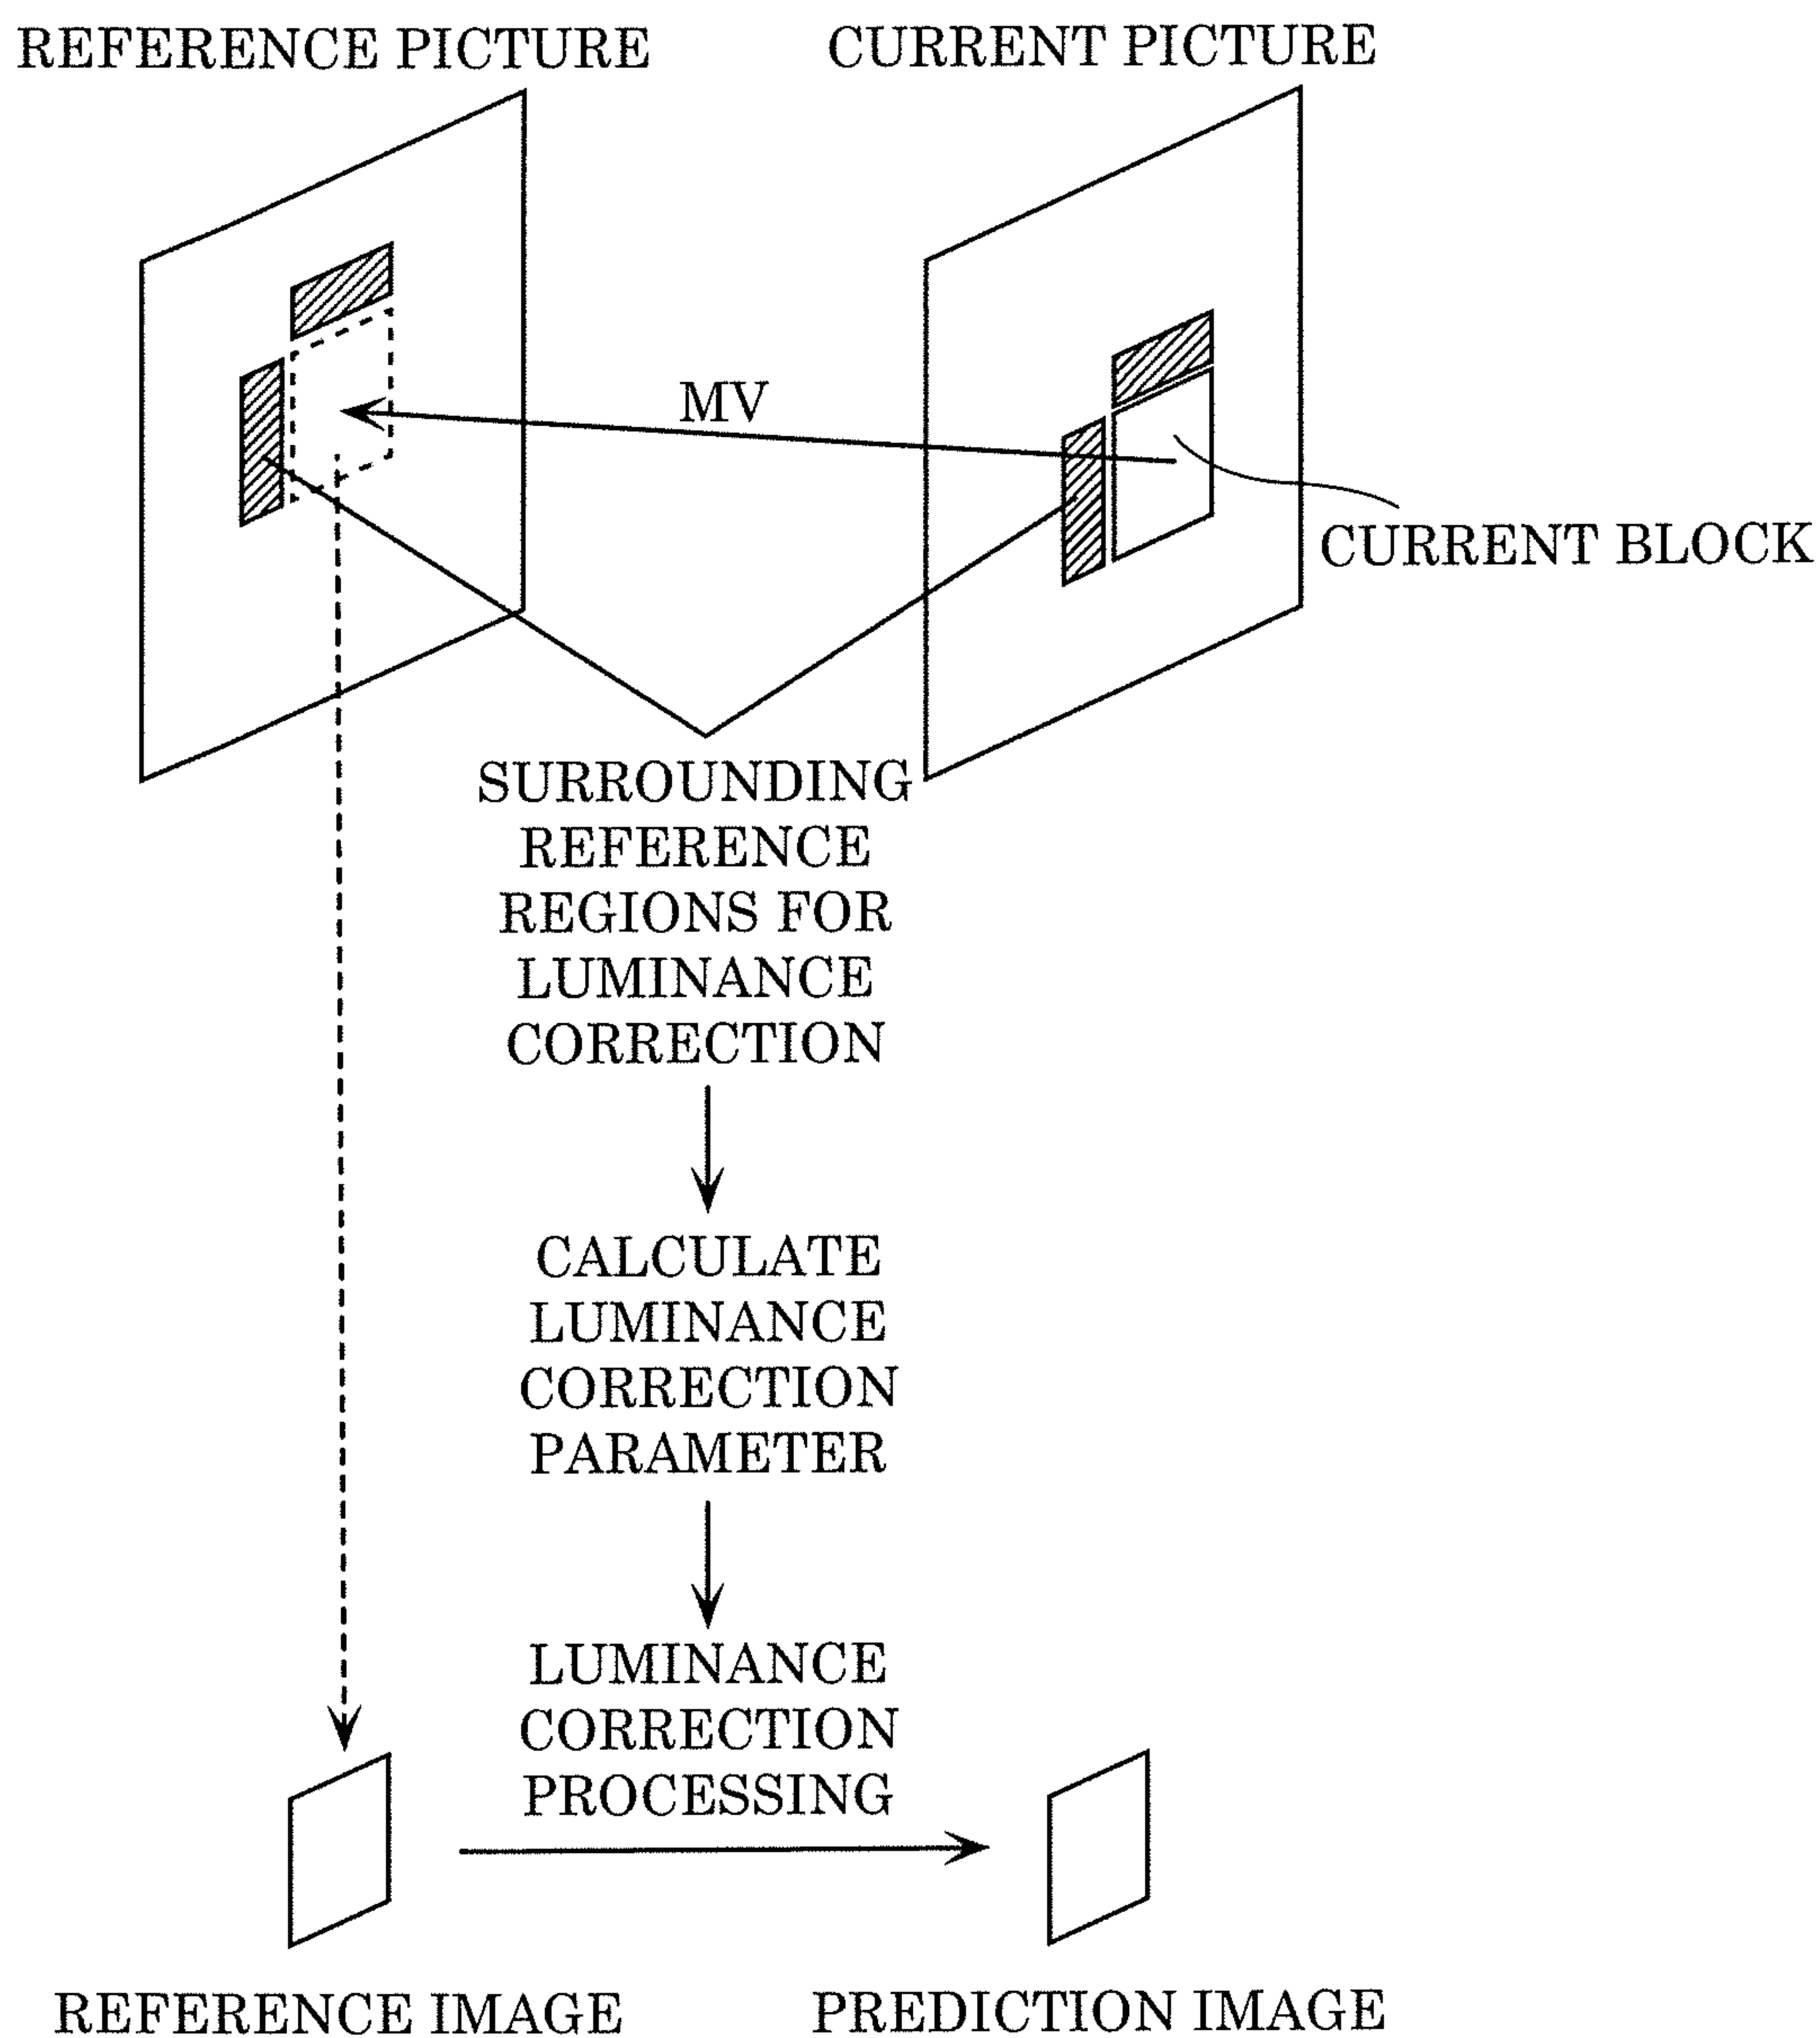 REFERENCE PICTURE
CURRENT PICTURE
MV
CURRENT BLOCK
SURROUNDING
REFERENCE
REGIONS FOR
LUMINANCE
CORRECTION
CALCULATE
LUMINANCE
CORRECTION
PARAMETER
LUMINANCE
CORRECTION
PROCESSING
REFERENCE IMAGE
PREDICTION IMAGE